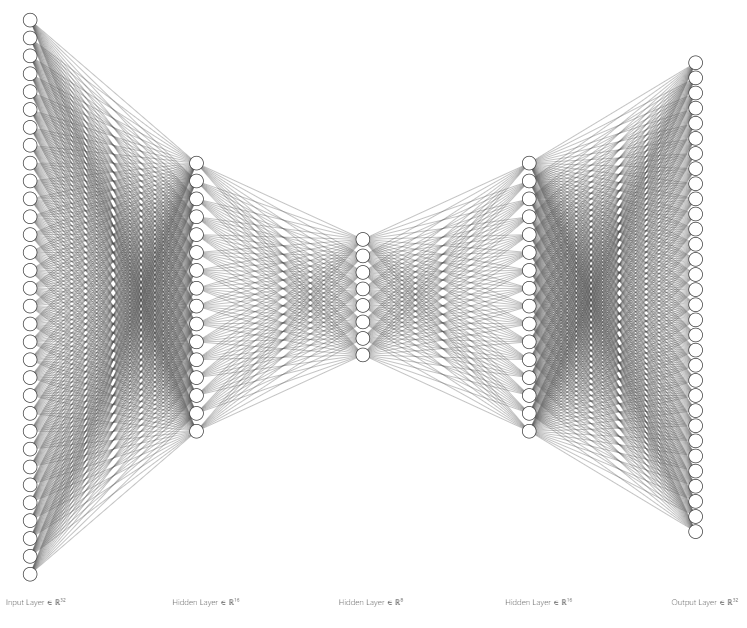 Input Layer ∈ ℝ³²
Hidden Layer ∈ ℝ¹⁶
Hidden Layer ∈ ℝ⁸
Hidden Layer ∈ ℝ¹⁶
Output Layer ∈ ℝ³²